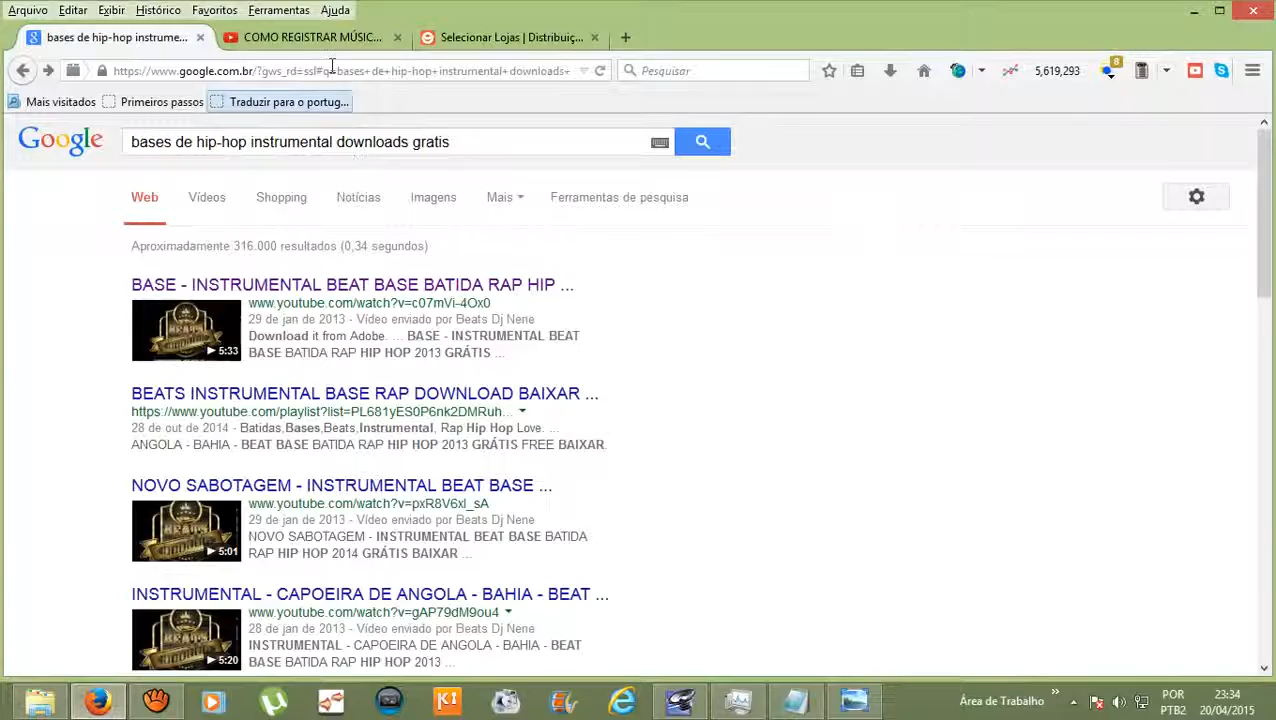 Arquivo Editar Exibir Histórico Favoritos Ferramentas Ajuda
bases de hip-hop instrume... COMO REGISTRAR MÚSIC... Selecionar Lojas | Distribuiç...
https://www.google.com.br/?gws_rd=ssl#q=bases+de+hip-hop+instrumental+downloads+ Pesquisar 5,619,293 8
Mais visitados Primeiros passos Traduzir para o portug...
Google bases de hip-hop instrumental downloads gratis
Web Vídeos Shopping Notícias Imagens Mais Ferramentas de pesquisa
Aproximadamente 316.000 resultados (0,34 segundos)
BASE - INSTRUMENTAL BEAT BASE BATIDA RAP HIP ...
www.youtube.com/watch?v=c07mVi-4Ox0
29 de jan de 2013 - Vídeo enviado por Beats Dj Nene
Download it from Adobe. ... BASE - INSTRUMENTAL BEAT
BASE BATIDA RAP HIP HOP 2013 GRÁTIS ...
5:33
BEATS INSTRUMENTAL BASE RAP DOWNLOAD BAIXAR ...
https://www.youtube.com/playlist?list=PL681yES0P6nk2DMRuh...
28 de out de 2014 - Batidas,Bases,Beats,Instrumental, Rap Hip Hop Love. ...
ANGOLA - BAHIA - BEAT BASE BATIDA RAP HIP HOP 2013 GRÁTIS FREE BAIXAR.
NOVO SABOTAGEM - INSTRUMENTAL BEAT BASE ...
www.youtube.com/watch?v=pxR8V6xI_sA
29 de jan de 2013 - Vídeo enviado por Beats Dj Nene
NOVO SABOTAGEM - INSTRUMENTAL BEAT BASE BATIDA
RAP HIP HOP 2014 GRÁTIS BAIXAR ...
5:01
INSTRUMENTAL - CAPOEIRA DE ANGOLA - BAHIA - BEAT ...
www.youtube.com/watch?v=gAP79dM9ou4
28 de jan de 2013 - Vídeo enviado por Beats Dj Nene
INSTRUMENTAL - CAPOEIRA DE ANGOLA - BAHIA - BEAT
BASE BATIDA RAP HIP HOP 2013 ...
5:20
K1 Área de Trabalho POR 23:34
PTB2 20/04/2015